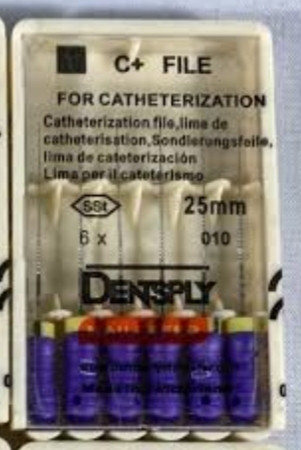 C+ FILE
FOR CATHETERIZATION
Catheterization file,lime de
catheterisation,Sondierungsfeile,
lima de cateterización
Lima per il cateterismo
SSt 25mm
6 x 010
DENTSPLY